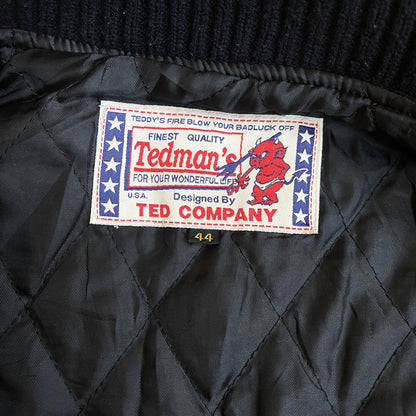 TEDDY'S FIRE BLOW YOUR BADLUCK OFF
FINEST QUALITY
Tedman's
FOR YOUR WONDERFUL LIFE
U.S.A. Designed By
TED COMPANY
44